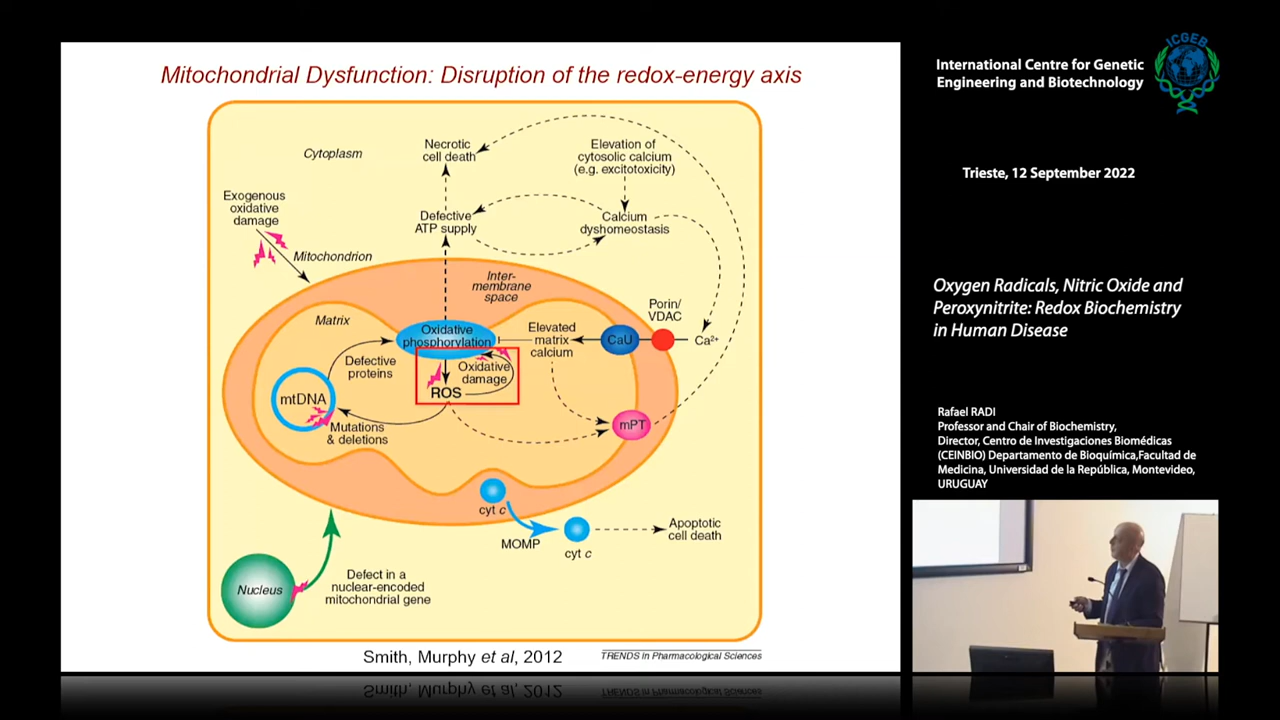 Mitochondrial Dysfunction: Disruption of the redox-energy axis
Cytoplasm
Necrotic
cell death
Elevation of
cytosolic calcium
(e.g. excitotoxicity)
Exogenous
oxidative
damage
Defective
ATP supply
Calcium
dyshomeostasis
Mitochondrion
Inter-
membrane
space
Matrix
Oxidative
phosphorylation
Elevated
matrix
calcium
CaU
Porin/
VDAC
Ca²⁺
Defective
proteins
Oxidative
damage
ROS
mtDNA
Mutations
& deletions
mPT
cyt c
MOMP
cyt c
Apoptotic
cell death
Nucleus
Defect in a
nuclear-encoded
mitochondrial gene
Smith, Murphy et al, 2012
TRENDS in Pharmacological Sciences
International Centre for Genetic
Engineering and Biotechnology
ICGEB
Trieste, 12 September 2022
Oxygen Radicals, Nitric Oxide and
Peroxynitrite: Redox Biochemistry
in Human Disease
Rafael RADI
Professor and Chair of Biochemistry,
Director, Centro de Investigaciones Biomédicas
(CEINBIO) Departamento de Bioquímica,Facultad de
Medicina, Universidad de la República, Montevideo,
URUGUAY